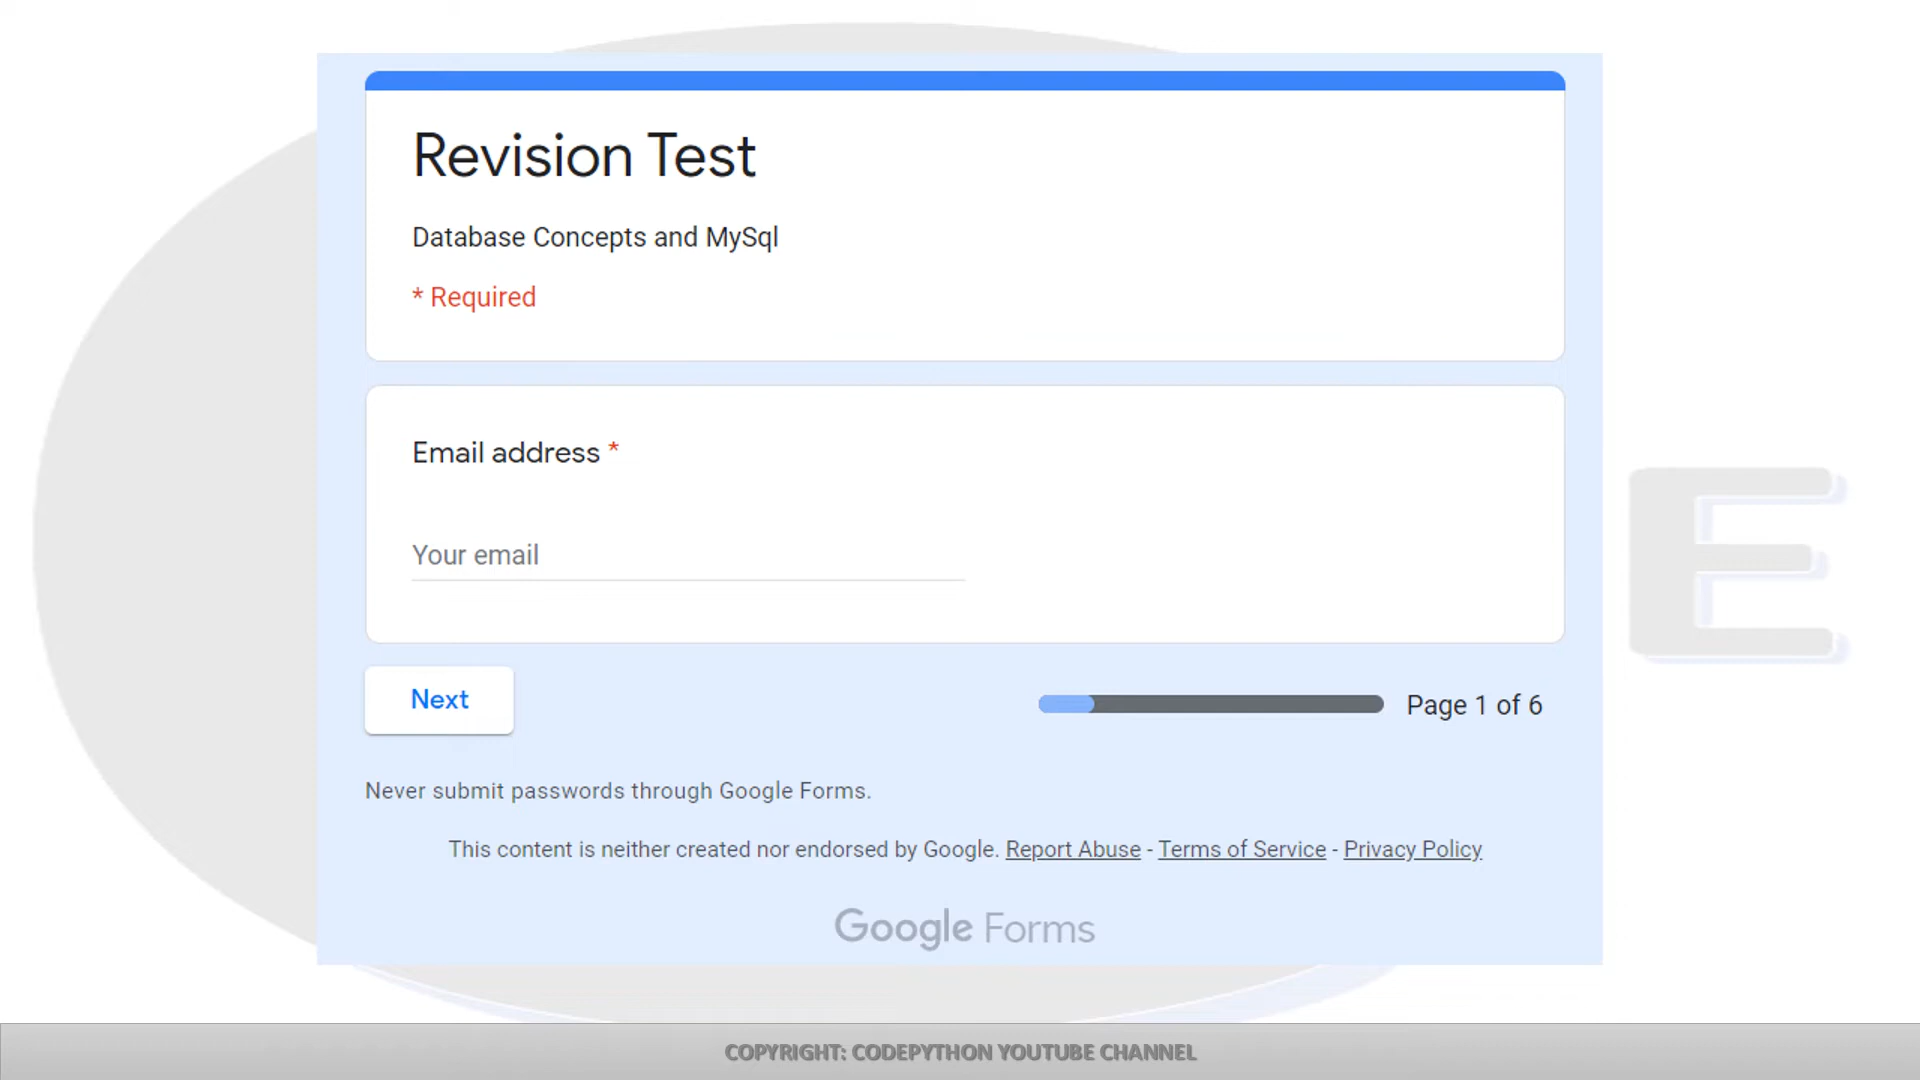 Revision Test
Database Concepts and MySql
* Required
Email address *
Your email
Next
Page 1 of 6
Never submit passwords through Google Forms.
This content is neither created nor endorsed by Google. Report Abuse - Terms of Service - Privacy Policy
Google Forms
E
COPYRIGHT: CODEPYTHON YOUTUBE CHANNEL